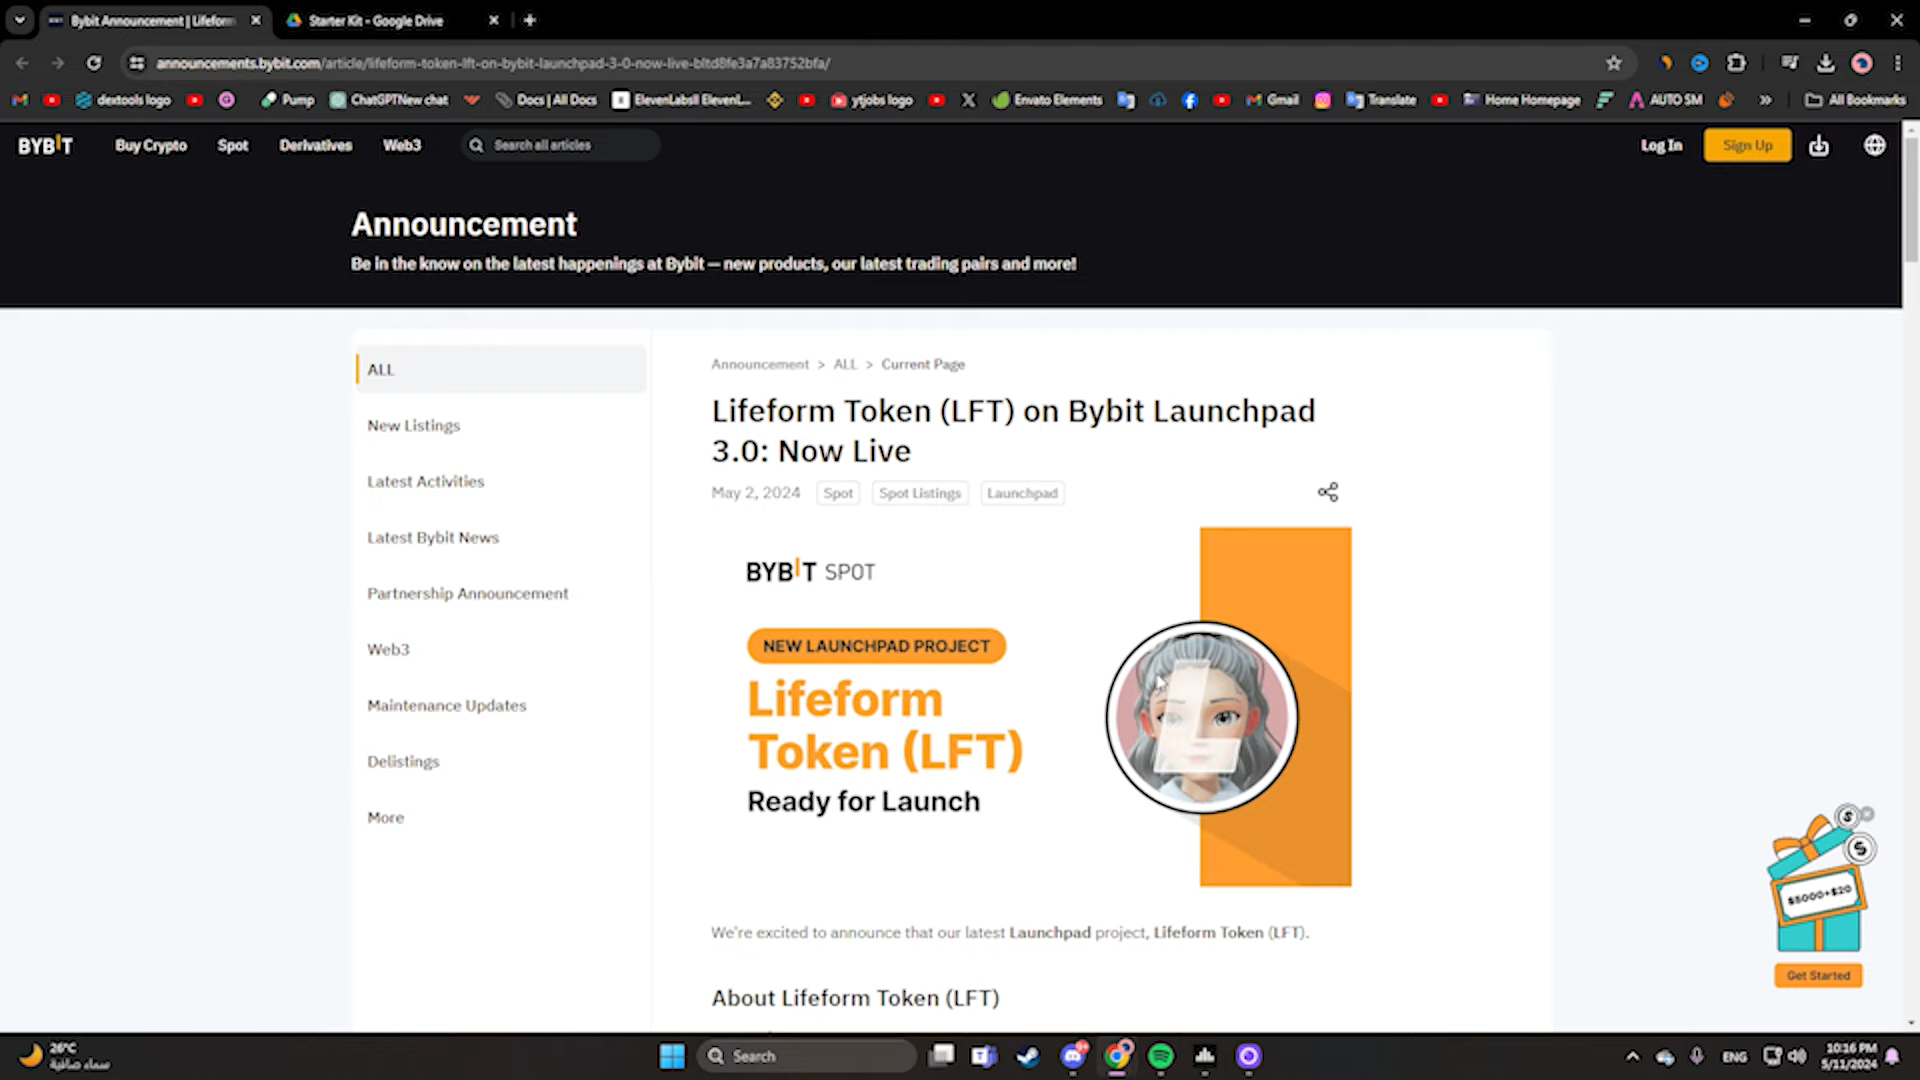 Bybit Announcement | Lifeform
Starter Kit - Google Drive
announcements.bybit.com/article/lifeform-token-lft-on-bybit-launchpad-3-0-now-live-bltd8fe3a7a83752bfa/
dextools logo
Pump
ChatGPTNew chat
Docs | All Docs
ElevenLabsll ElevenL...
ytjobs logo
Envato Elements
Gmail
Translate
Home Homepage
AUTO SM
All Bookmarks
BYBIT
Buy Crypto
Spot
Derivatives
Web3
Search all articles
Log In
Sign Up
Announcement
Be in the know on the latest happenings at Bybit — new products, our latest trading pairs and more!
ALL
New Listings
Latest Activities
Latest Bybit News
Partnership Announcement
Web3
Maintenance Updates
Delistings
More
Announcement > ALL > Current Page
Lifeform Token (LFT) on Bybit Launchpad
3.0: Now Live
May 2, 2024
Spot
Spot Listings
Launchpad
BYBIT SPOT
NEW LAUNCHPAD PROJECT
Lifeform
Token (LFT)
Ready for Launch
We're excited to announce that our latest Launchpad project, Lifeform Token (LFT).
About Lifeform Token (LFT)
$5000+$20
Get Started
26°C
سماء صافية
Search
ENG
10:16 PM
5/11/2024